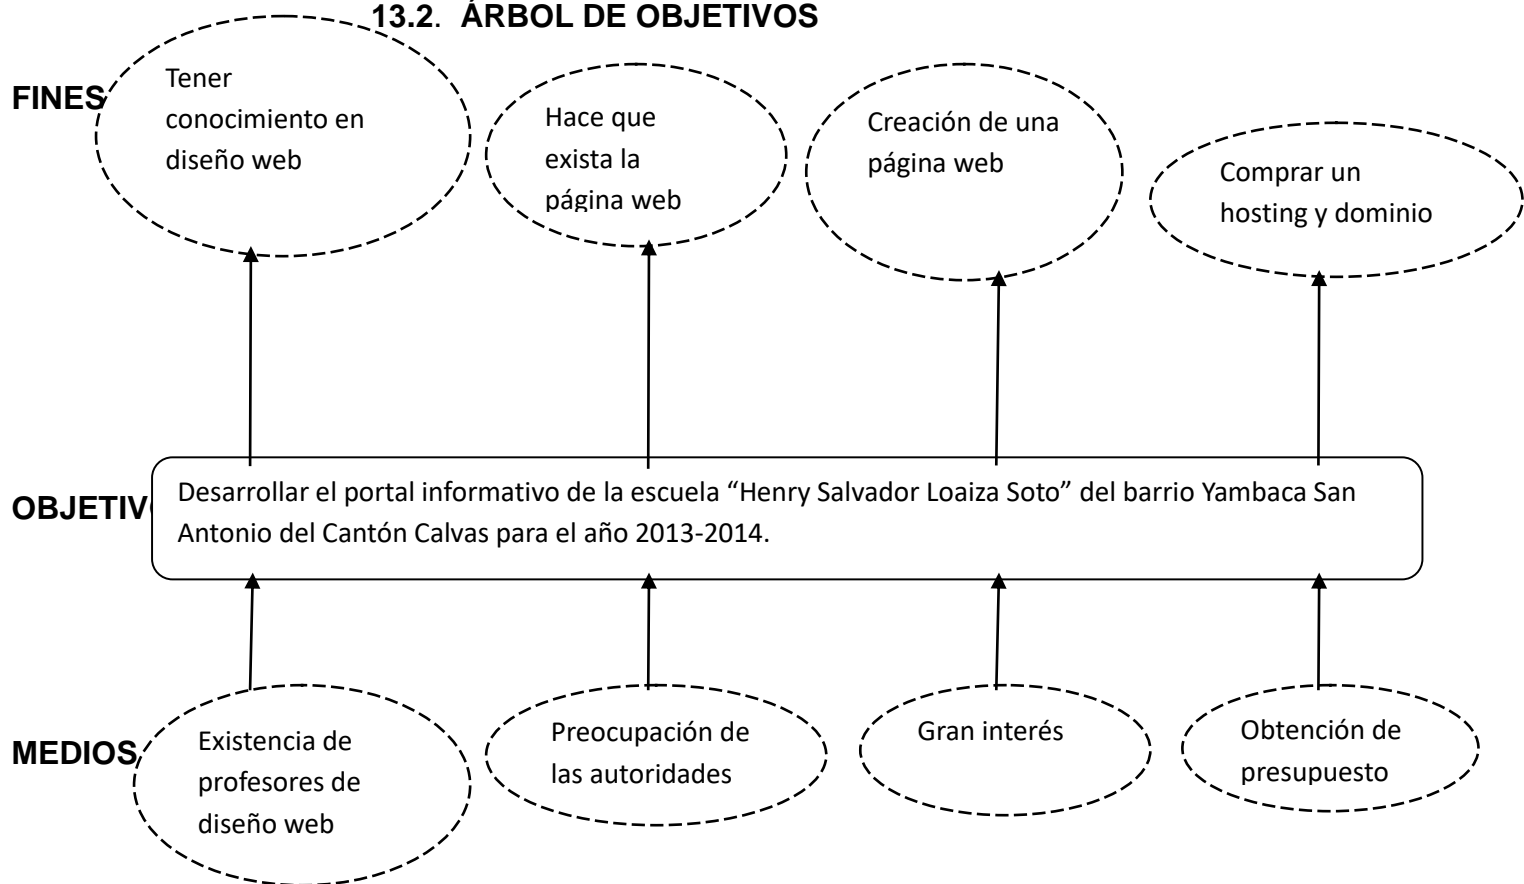 13.2. ÁRBOL DE OBJETIVOS
FINES
Tener
conocimiento en
diseño web
Hace que
exista la
página web
Creación de una
página web
Comprar un
hosting y dominio
OBJETIV
Desarrollar el portal informativo de la escuela “Henry Salvador Loaiza Soto” del barrio Yambaca San
Antonio del Cantón Calvas para el año 2013-2014.
MEDIOS
Existencia de
profesores de
diseño web
Preocupación de
las autoridades
Gran interés
Obtención de
presupuesto